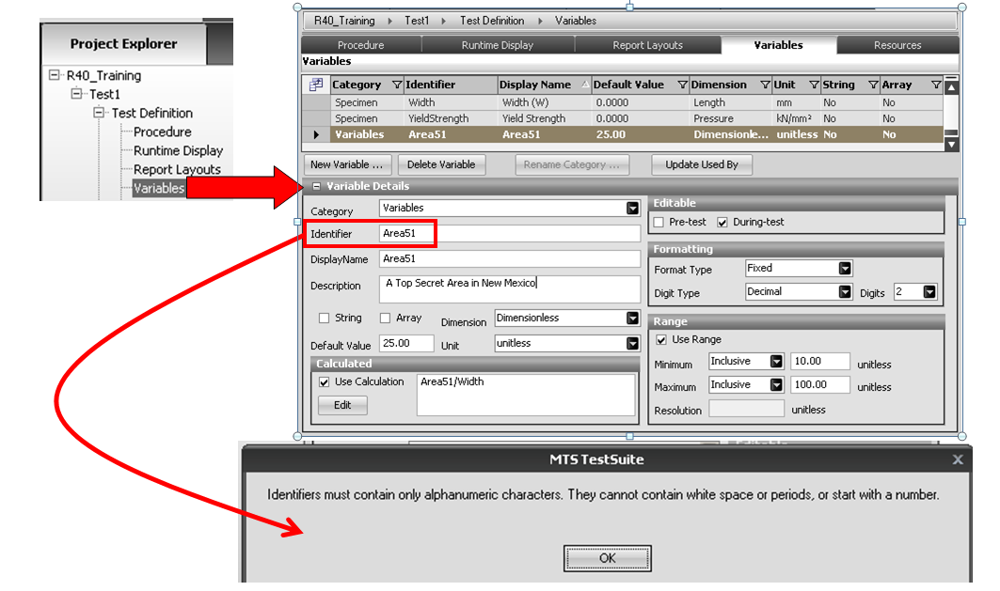 Project Explorer
R40_Training
Test1
Test Definition
Procedure
Runtime Display
Report Layouts
Variables
R40_Training Test1 Test Definition Variables
Procedure Runtime Display Report Layouts Variables Resources
Variables
Category Identifier Display Name Default Value Dimension Unit String Array
Specimen Width Width (W) 0.0000 Length mm No No
Specimen YieldStrength Yield Strength 0.0000 Pressure kN/mm² No No
Variables Area51 Area51 25.00 Dimensionle... unitless No No
New Variable ... Delete Variable Rename Category ... Update Used By
Variable Details
Category Variables
Identifier Area51
DisplayName Area51
Description A Top Secret Area in New Mexico
String Array Dimension Dimensionless
Default Value 25.00 Unit unitless
Calculated
Use Calculation Area51/Width
Edit
Editable
Pre-test During-test
Formatting
Format Type Fixed
Digit Type Decimal Digits 2
Range
Use Range
Minimum Inclusive 10.00 unitless
Maximum Inclusive 100.00 unitless
Resolution unitless
MTS TestSuite X
Identifiers must contain only alphanumeric characters. They cannot contain white space or periods, or start with a number.
OK